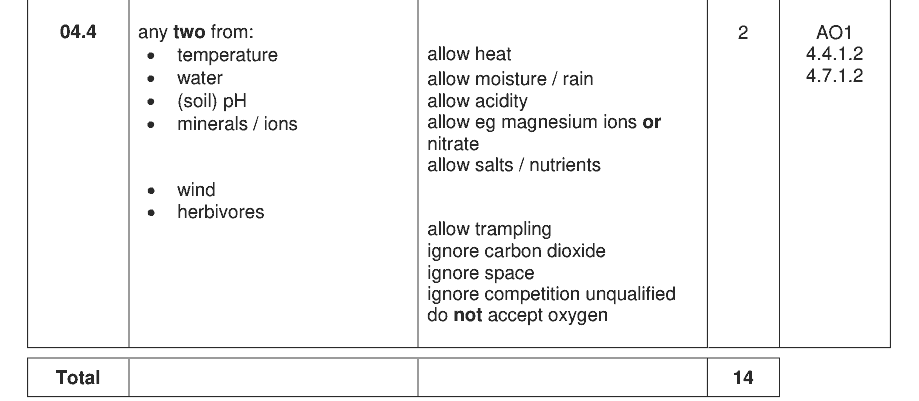 04.4
any two from:
• temperature
• water
• (soil) pH
• minerals / ions
• wind
• herbivores
allow heat
allow moisture / rain
allow acidity
allow eg magnesium ions or
nitrate
allow salts / nutrients
allow trampling
ignore carbon dioxide
ignore space
ignore competition unqualified
do not accept oxygen
2
AO1
4.4.1.2
4.7.1.2
Total
14